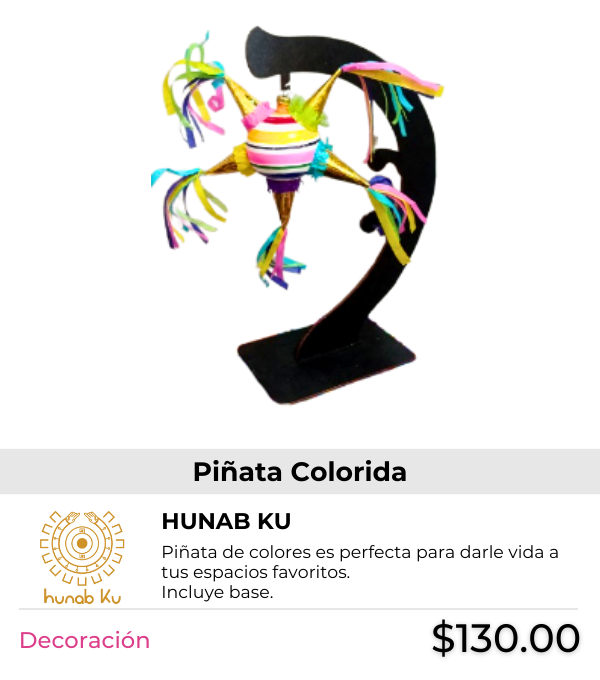 Piñata Colorida
HUNAB KU
Piñata de colores es perfecta para darle vida a
tus espacios favoritos.
Incluye base.
hunab Ku
Decoración
$130.00